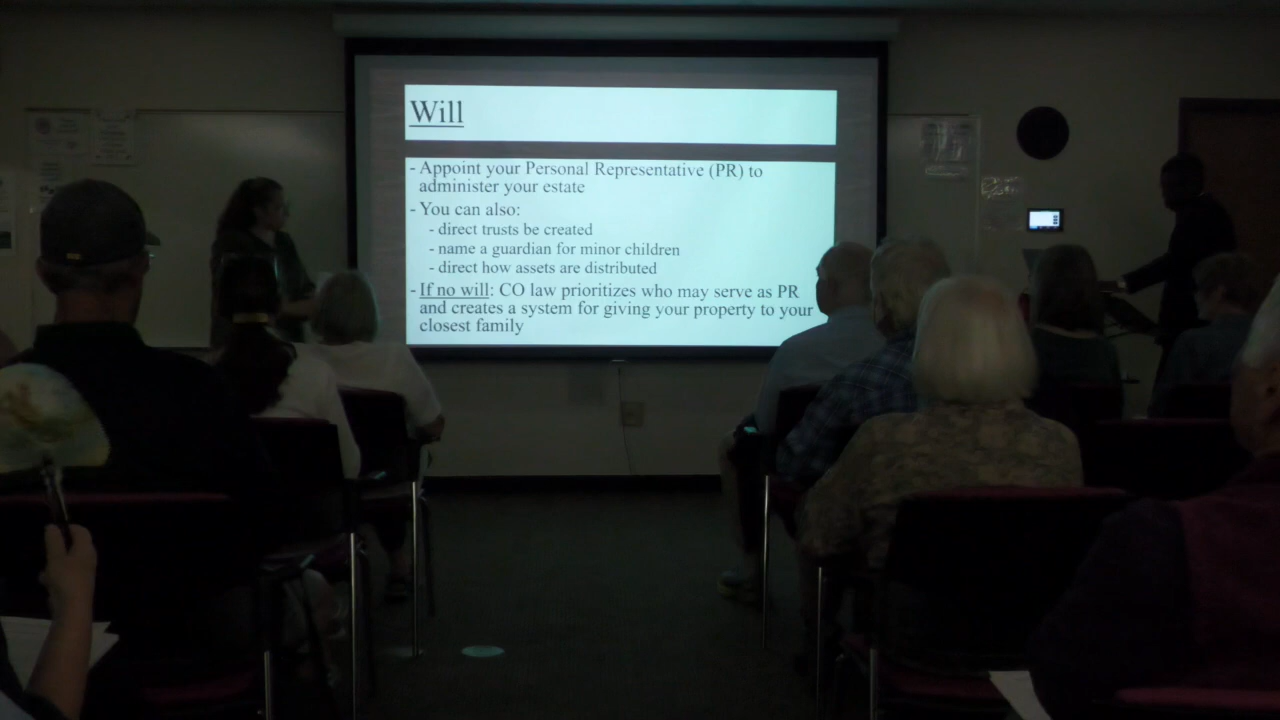 Will
- Appoint your Personal Representative (PR) to
administer your estate
- You can also:
- direct trusts be created
- name a guardian for minor children
- direct how assets are distributed
- If no will: CO law prioritizes who may serve as PR
and creates a system for giving your property to your
closest family